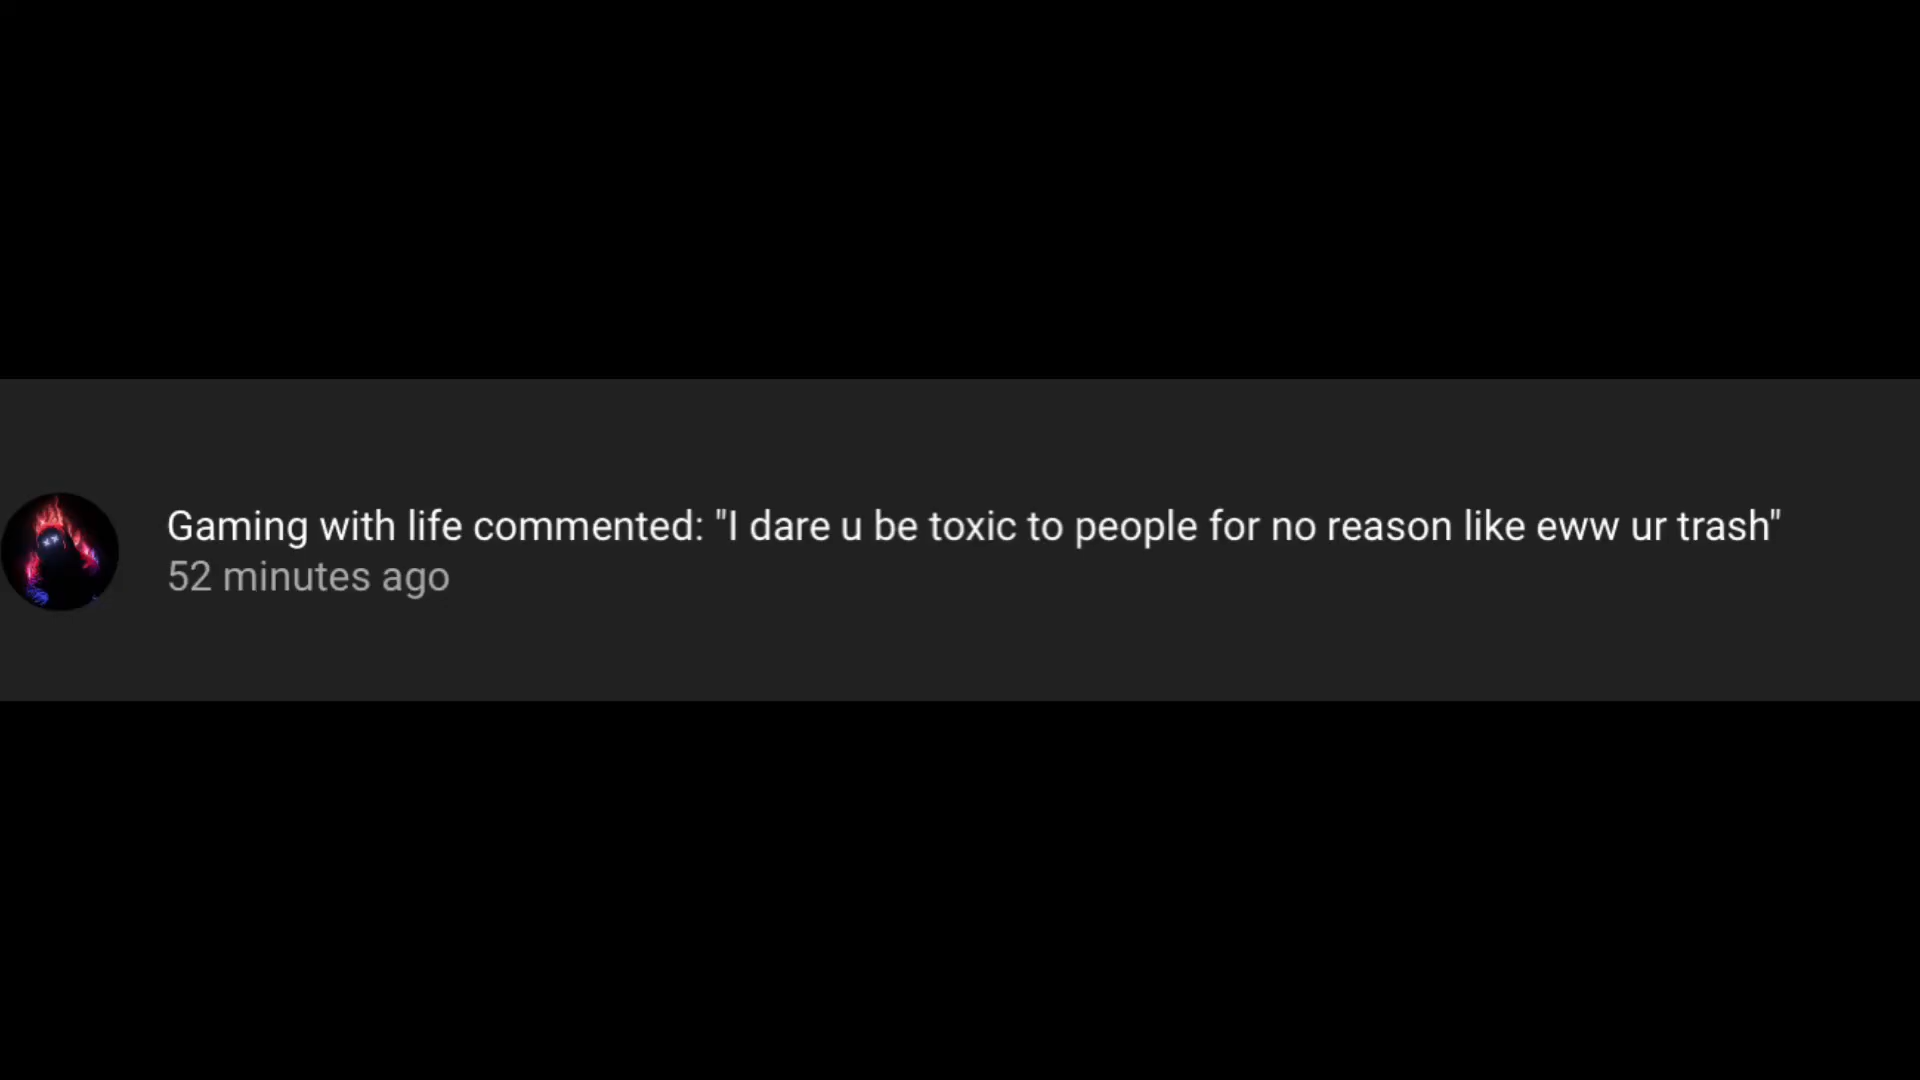 Gaming with life commented: "I dare u be toxic to people for no reason like eww ur trash"
52 minutes ago